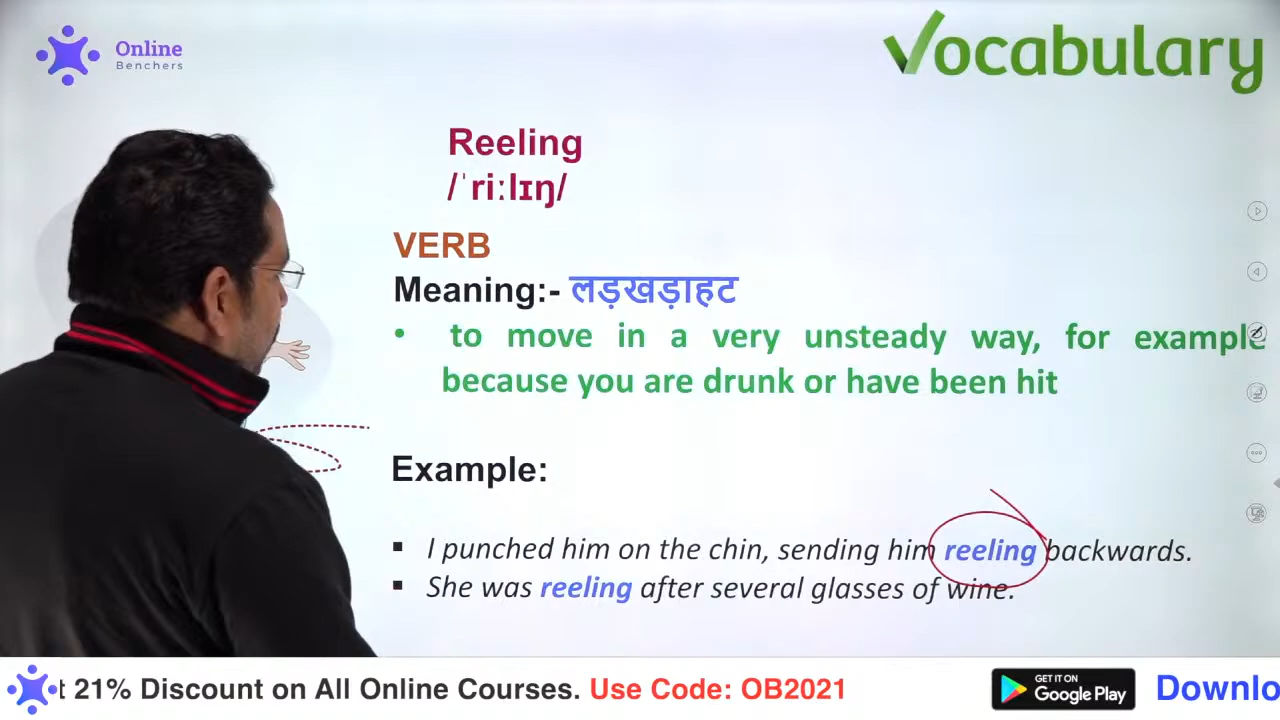 Online
Benchers
Vocabulary
Reeling
/ˈriːlɪŋ/
VERB
Meaning:- लड़खड़ाहट
• to move in a very unsteady way, for example
because you are drunk or have been hit
Example:
▪ I punched him on the chin, sending him reeling backwards.
▪ She was reeling after several glasses of wine.
21% Discount on All Online Courses. Use Code: OB2021
GET IT ON
Google Play